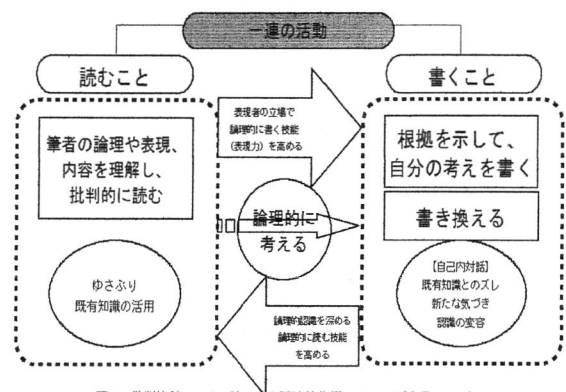 一連の活動
読むこと
書くこと
筆者の論理や表現、
内容を理解し、
批判的に読む
表現者の立場で
論理的に書く技能
(表現力)を高める
根拠を示して、
自分の考えを書く
論理的に
考える
書き換える
ゆさぶり
既有知識の活用
【自己内対話】
既有知識とのズレ
新たな気づき
認識の変容
論理的認識を深める
論理的に読む技能
を高める